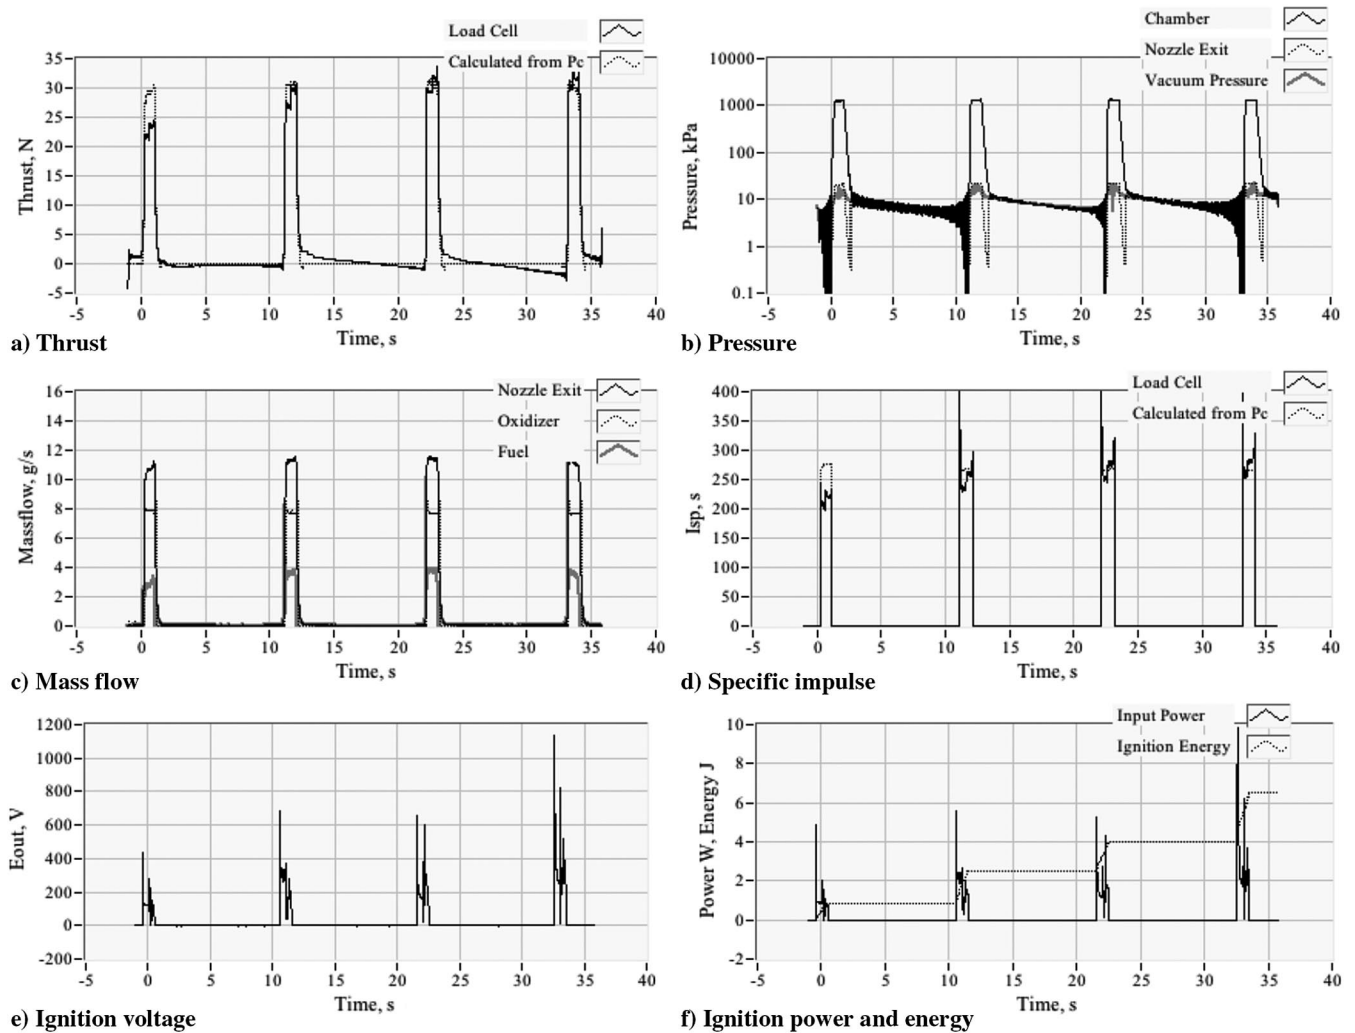 Load Cell
Calculated from Pc
35
30
25
20
15
10
5
0
-5
Thrust, N
-5 0 5 10 15 20 25 30 35 40
Time, s
a) Thrust
Chamber
Nozzle Exit
Vacuum Pressure
10000
1000
100
10
1
0.1
Pressure, kPa
-5 0 5 10 15 20 25 30 35 40
Time, s
b) Pressure
Nozzle Exit
Oxidizer
Fuel
16
14
12
10
8
6
4
2
0
Massflow, g/s
-5 0 5 10 15 20 25 30 35 40
Time, s
c) Mass flow
Load Cell
Calculated from Pc
400
350
300
250
200
150
100
50
0
Isp, s
-5 0 5 10 15 20 25 30 35 40
Time, s
d) Specific impulse
1200
1000
800
600
400
200
0
-200
Eout, V
-5 0 5 10 15 20 25 30 35 40
Time, s
e) Ignition voltage
Input Power
Ignition Energy
10
8
6
4
2
0
-2
Power W, Energy J
-5 0 5 10 15 20 25 30 35 40
Time, s
f) Ignition power and energy